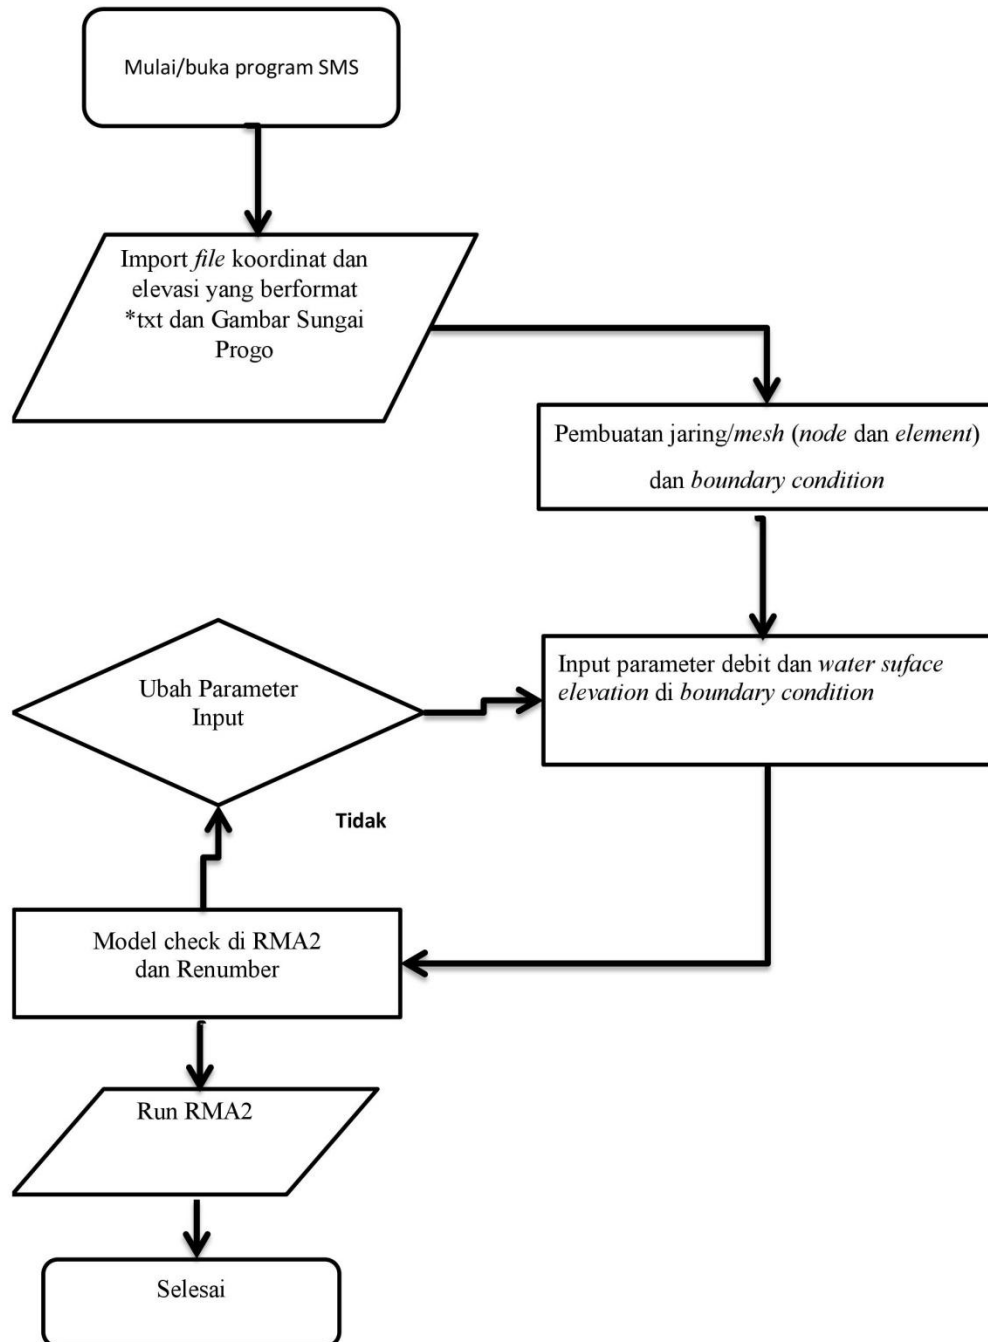 Mulai/buka program SMS
Import file koordinat dan
elevasi yang berformat
*txt dan Gambar Sungai
Progo
Pembuatan jaring/mesh (node dan element)
dan boundary condition
Input parameter debit dan water suface
elevation di boundary condition
Ubah Parameter
Input
Tidak
Model check di RMA2
dan Renumber
Run RMA2
Selesai